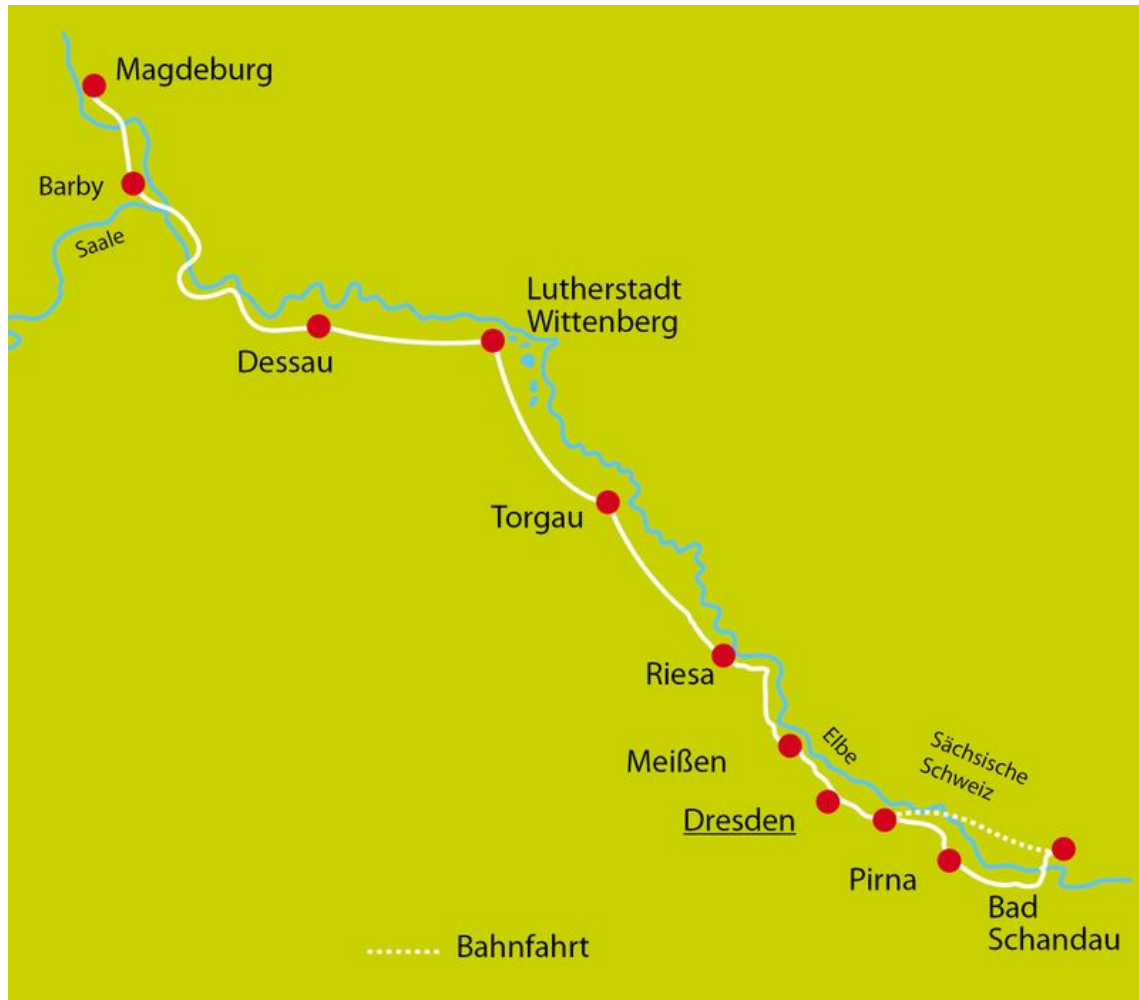 Magdeburg
Barby
Saale
Lutherstadt
Wittenberg
Dessau
Torgau
Riesa
Meißen
Elbe
Sächsische
Schweiz
Dresden
Pirna
Bad
Schandau
Bahnfahrt